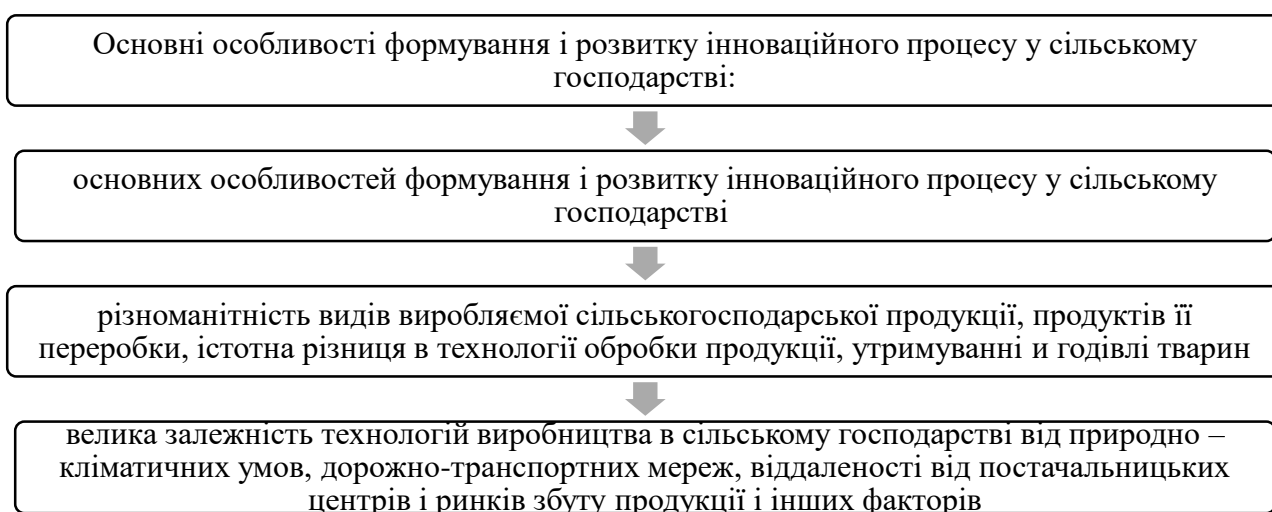 Основні особливості формування і розвитку інноваційного процесу у сільському
господарстві:
основних особливостей формування і розвитку інноваційного процесу у сільському
господарстві
різноманітність видів виробляємої сільськогосподарської продукції, продуктів її
переробки, істотна різниця в технології обробки продукції, утримуванні и годівлі тварин
велика залежність технологій виробництва в сільському господарстві від природно –
кліматичних умов, дорожно-транспортних мереж, віддаленості від постачальницьких
центрів і ринків збуту продукції і інших факторів